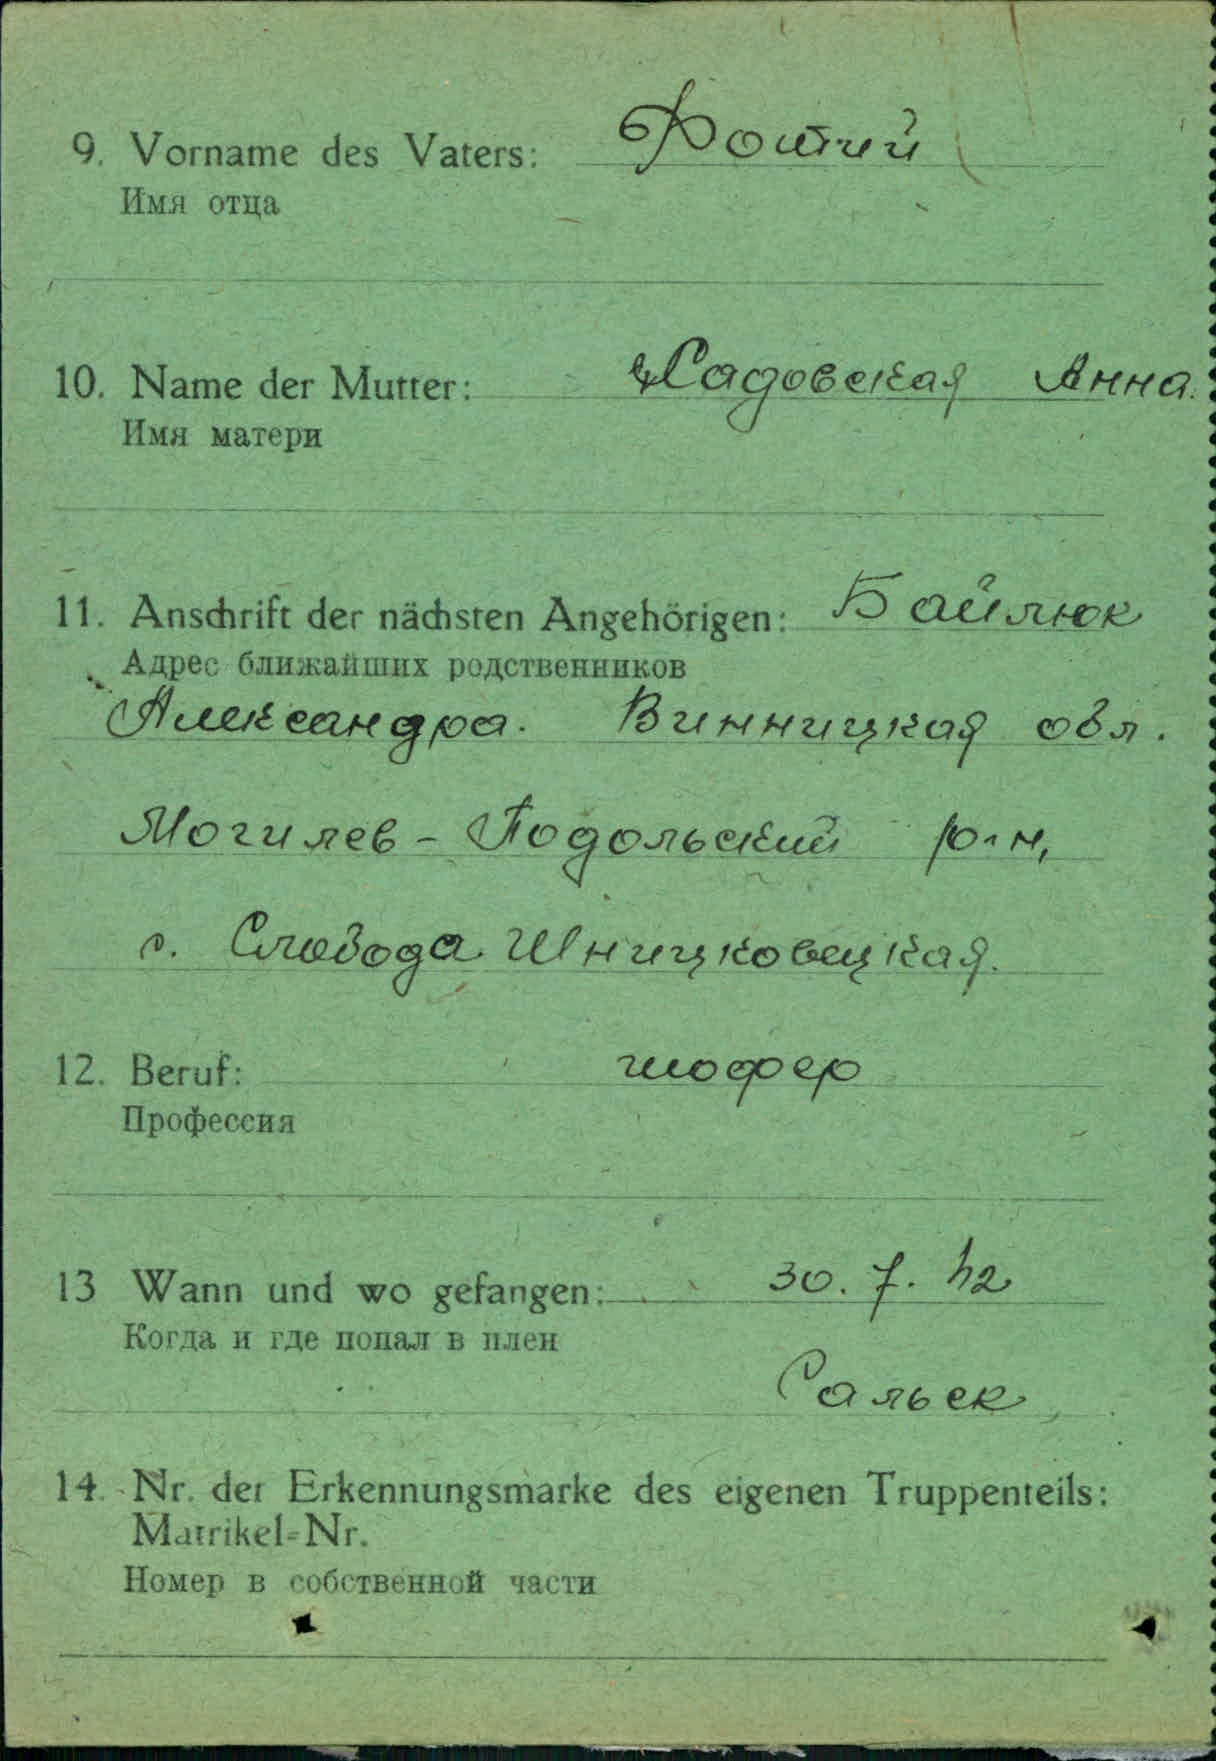 9. Vorname des Vaters: Фотий
Имя отца
10. Name der Mutter: Садовская Анна.
Имя матери
11. Anschrift der nächsten Angehörigen: Байлюк
Адрес ближайших родственников
Александра. Винницкая обл.
Могилев-Подольский р-н,
с. Слобода Шницковецкая.
12. Beruf: шофер
Профессия
13 Wann und wo gefangen: 30. 7. 42
Когда и где попал в плен
Сальск
14. Nr. der Erkennungsmarke des eigenen Truppenteils:
Matrikel-Nr.
Номер в собственной части